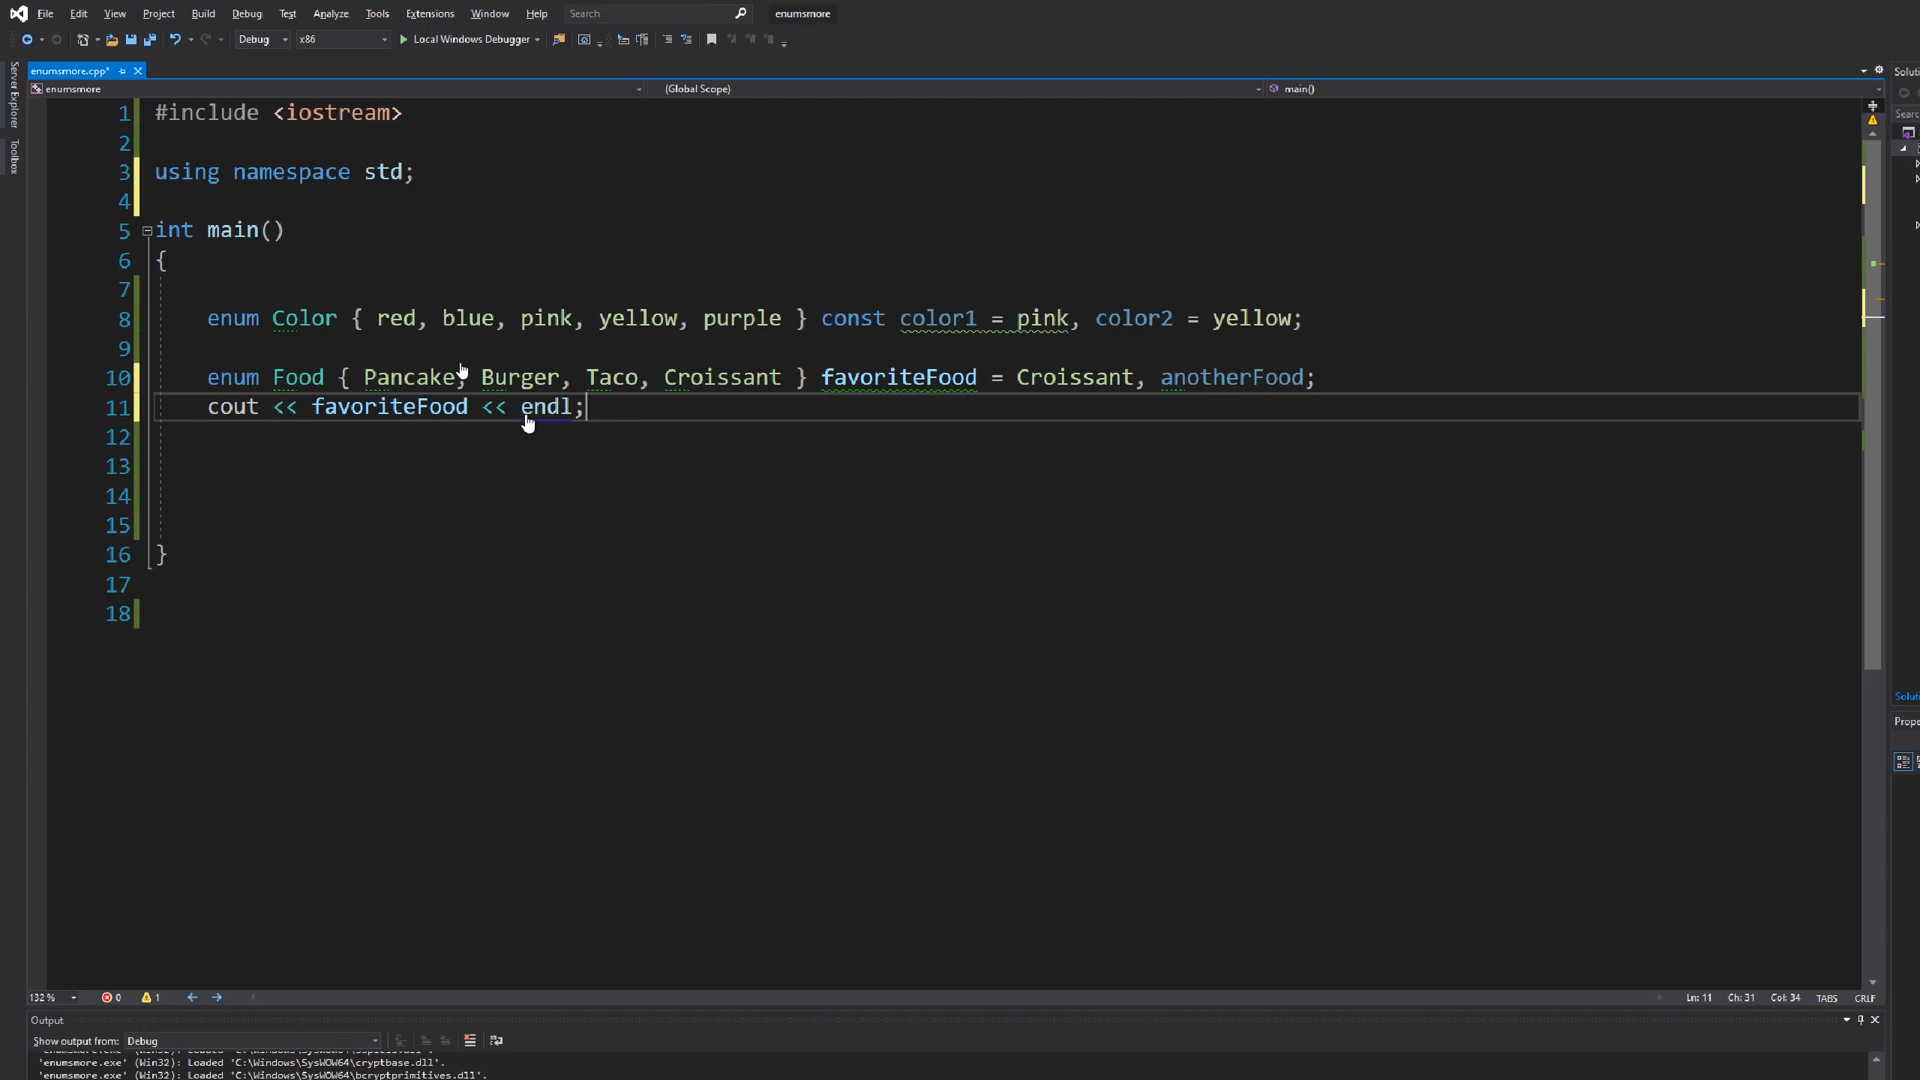 File Edit View Project Build Debug Test Analyze Tools Extensions Window Help Search enumsmore
Debug x86 Local Windows Debugger
Server Explorer
Toolbox
enumsmore.cpp* Soluti
enumsmore (Global Scope) main()
Searc
1 #include <iostream>
2
3 using namespace std;
4
5 int main()
6 {
7
8 enum Color { red, blue, pink, yellow, purple } const color1 = pink, color2 = yellow;
9
10 enum Food { Pancake, Burger, Taco, Croissant } favoriteFood = Croissant, anotherFood;
11 cout << favoriteFood << endl;
12
13
14
15
16 }
17
18
Soluti
Prope
132 % 0 1 Ln: 11 Ch: 31 Col: 34 TABS CRLF
Output
Show output from: Debug
'enumsmore.exe' (Win32): Loaded 'C:\Windows\SysWOW64\cryptbase.dll'.
'enumsmore.exe' (Win32): Loaded 'C:\Windows\SysWOW64\bcryptprimitives.dll'.